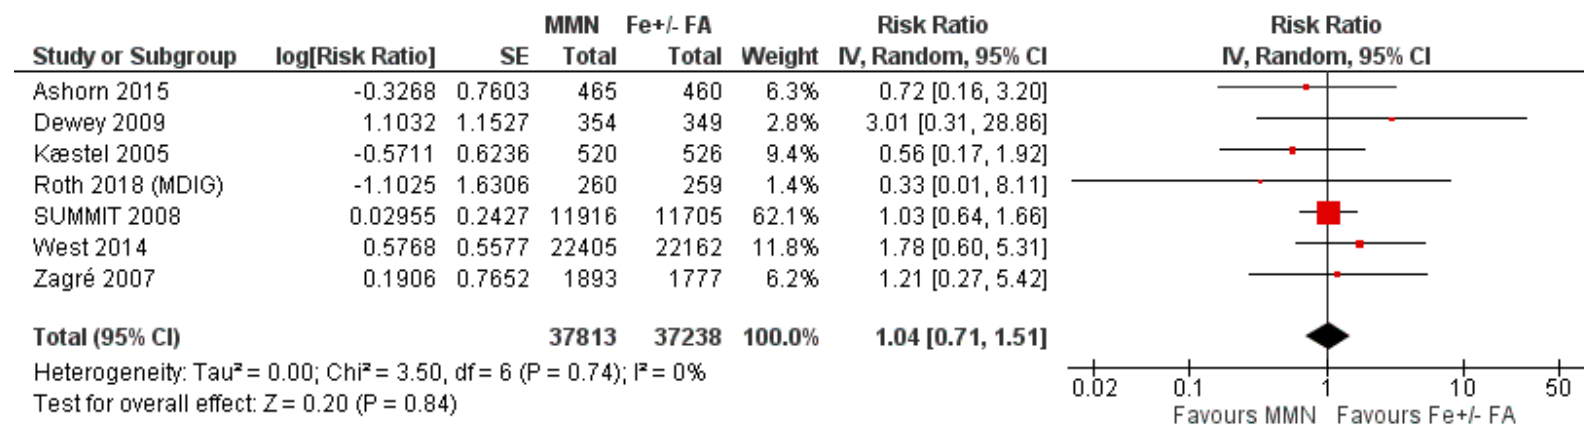 MMN Fe+/- FA Risk Ratio Risk Ratio
Study or Subgroup log[Risk Ratio] SE Total Total Weight IV, Random, 95% CI IV, Random, 95% CI
Ashorn 2015 -0.3268 0.7603 465 460 6.3% 0.72 [0.16, 3.20]
Dewey 2009 1.1032 1.1527 354 349 2.8% 3.01 [0.31, 28.86]
Kæstel 2005 -0.5711 0.6236 520 526 9.4% 0.56 [0.17, 1.92]
Roth 2018 (MDIG) -1.1025 1.6306 260 259 1.4% 0.33 [0.01, 8.11]
SUMMIT 2008 0.02955 0.2427 11916 11705 62.1% 1.03 [0.64, 1.66]
West 2014 0.5768 0.5577 22405 22162 11.8% 1.78 [0.60, 5.31]
Zagré 2007 0.1906 0.7652 1893 1777 6.2% 1.21 [0.27, 5.42]
Total (95% CI) 37813 37238 100.0% 1.04 [0.71, 1.51]
Heterogeneity: Tau² = 0.00; Chi² = 3.50, df = 6 (P = 0.74); I² = 0%
Test for overall effect: Z = 0.20 (P = 0.84)
0.02 0.1 1 10 50
Favours MMN Favours Fe+/- FA